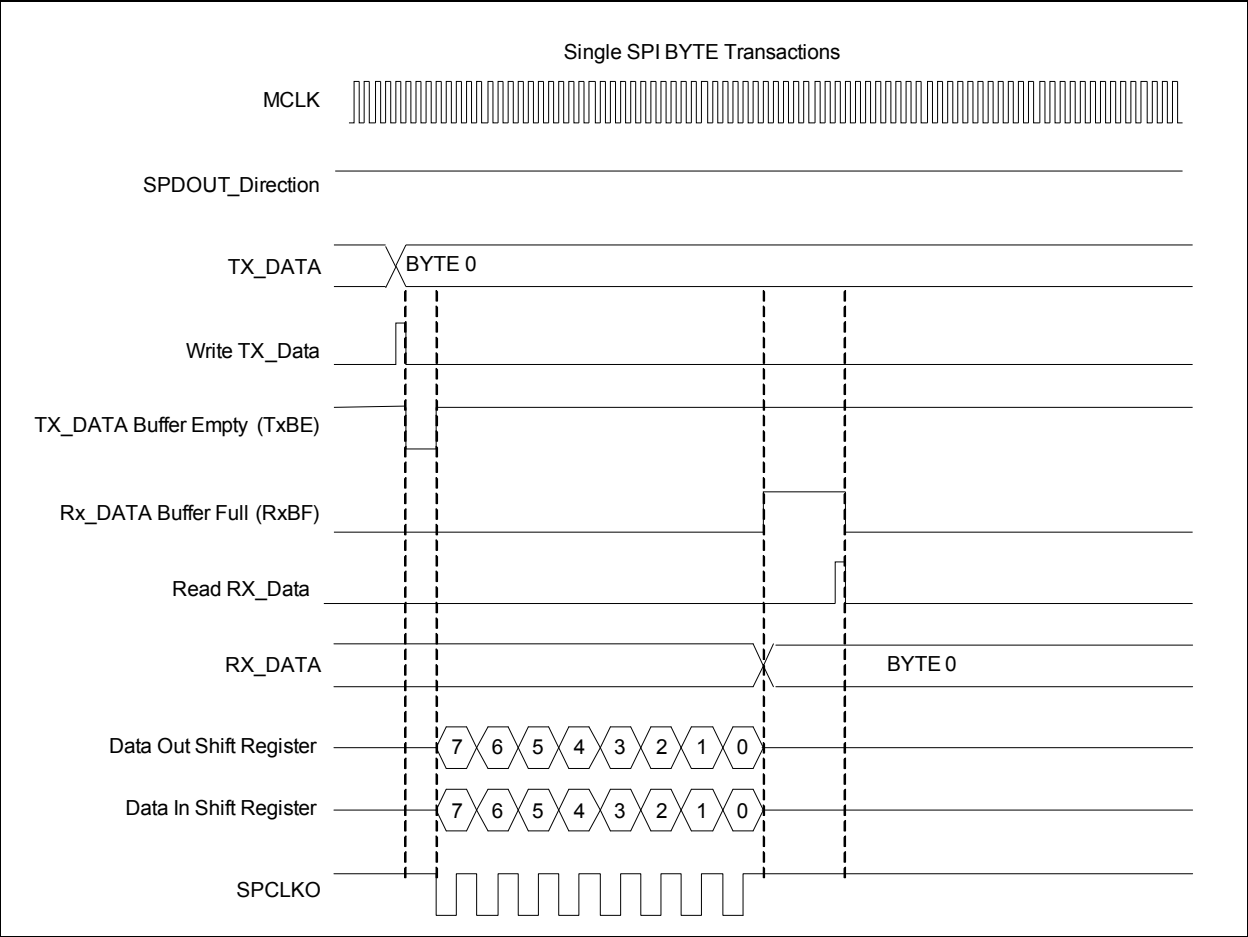 Single SPI BYTE Transactions
MCLK
SPDOUT_Direction
TX_DATA
BYTE 0
Write TX_Data
TX_DATA Buffer Empty (TxBE)
Rx_DATA Buffer Full (RxBF)
Read RX_Data
RX_DATA
BYTE 0
Data Out Shift Register
7 6 5 4 3 2 1 0
Data In Shift Register
7 6 5 4 3 2 1 0
SPCLKO